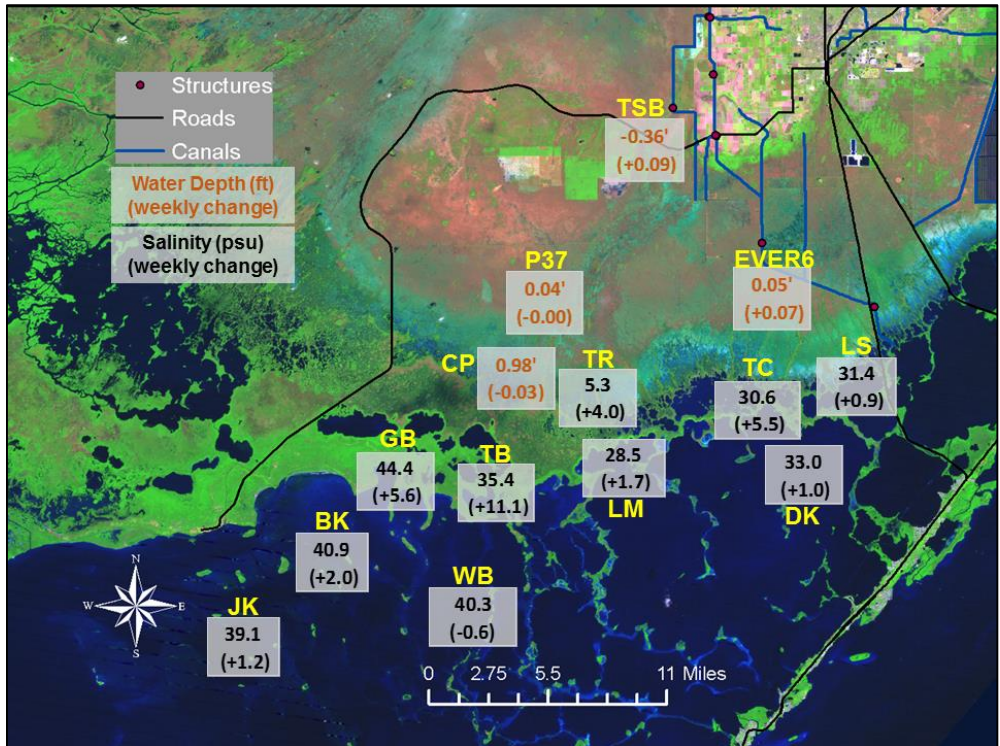 Structures
Roads
Canals
Water Depth (ft)
(weekly change)
Salinity (psu)
(weekly change)
TSB
-0.36'
(+0.09)
P37
0.04'
(-0.00)
EVER6
0.05'
(+0.07)
CP
0.98'
(-0.03)
TR
5.3
(+4.0)
TC
30.6
(+5.5)
LS
31.4
(+0.9)
GB
44.4
(+5.6)
TB
35.4
(+11.1)
28.5
(+1.7)
LM
33.0
(+1.0)
DK
BK
40.9
(+2.0)
WB
40.3
(-0.6)
JK
39.1
(+1.2)
N
W E
S
0 2.75 5.5 11 Miles